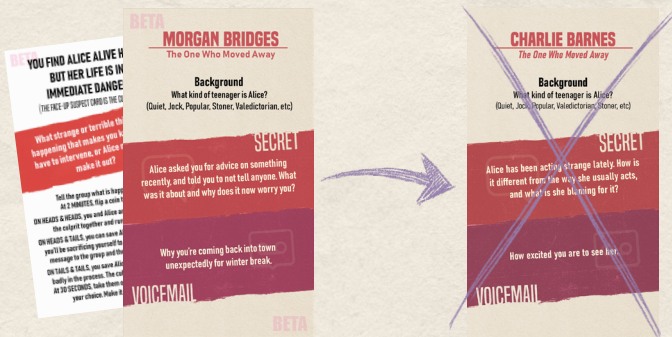 BETA
YOU FIND ALICE ALIVE
BUT HER LIFE IS IN
IMMEDIATE
(THE FACE-UP SUSPECT CARD IS THE
What strange or terrible
happening that makes you
have to intervene, or Alice
make it out?
Tell the group what is
At 2 MINUTES, flip a coin
ON HEADS & HEADS, you and Alice
the culprit together and
ON HEADS & TAILS, you can save
you'll be sacrificing yourself to
message to the group and the
ON TAILS & TAILS, you save
badly in the process. The
At 30 SECONDS, take them
your choice. Make it
BETA
MORGAN BRIDGES
The One Who Moved Away
Background
What kind of teenager is Alice?
(Quiet, Jock, Popular, Stoner, Valedictorian, etc)
SECRET
Alice asked you for advice on something
recently, and told you to not tell anyone. What
was it about and why does it now worry you?
Why you're coming back into town
unexpectedly for winter break.
VOICEMAIL
BETA
CHARLIE BARNES
The One Who Moved Away
Background
What kind of teenager is Alice?
(Quiet, Jock, Popular, Valedictorian, Stoner, etc)
SECRET
Alice has been acting strange lately. How is
it different from the way she usually acts,
and what is she blaming for it?
How excited you are to see her.
VOICEMAIL